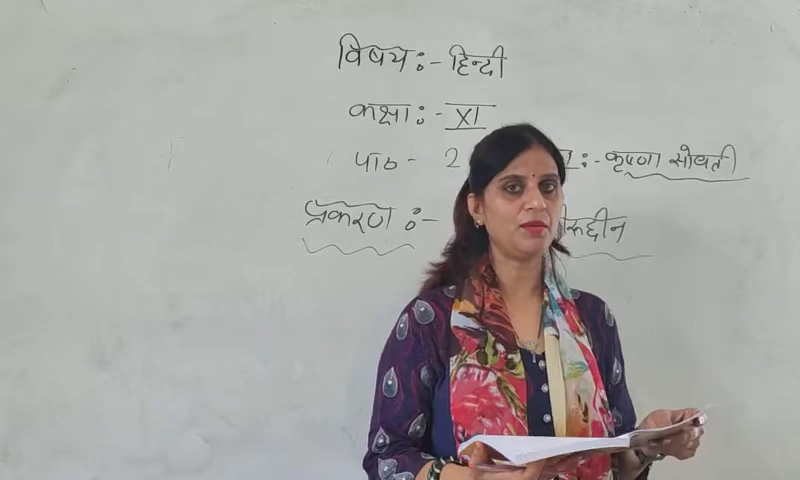 विषय :- हिन्दी
कक्षा :- XI
पाठ - 2 :- कृष्णा सोबती
प्रकरण :- रूद्दीन